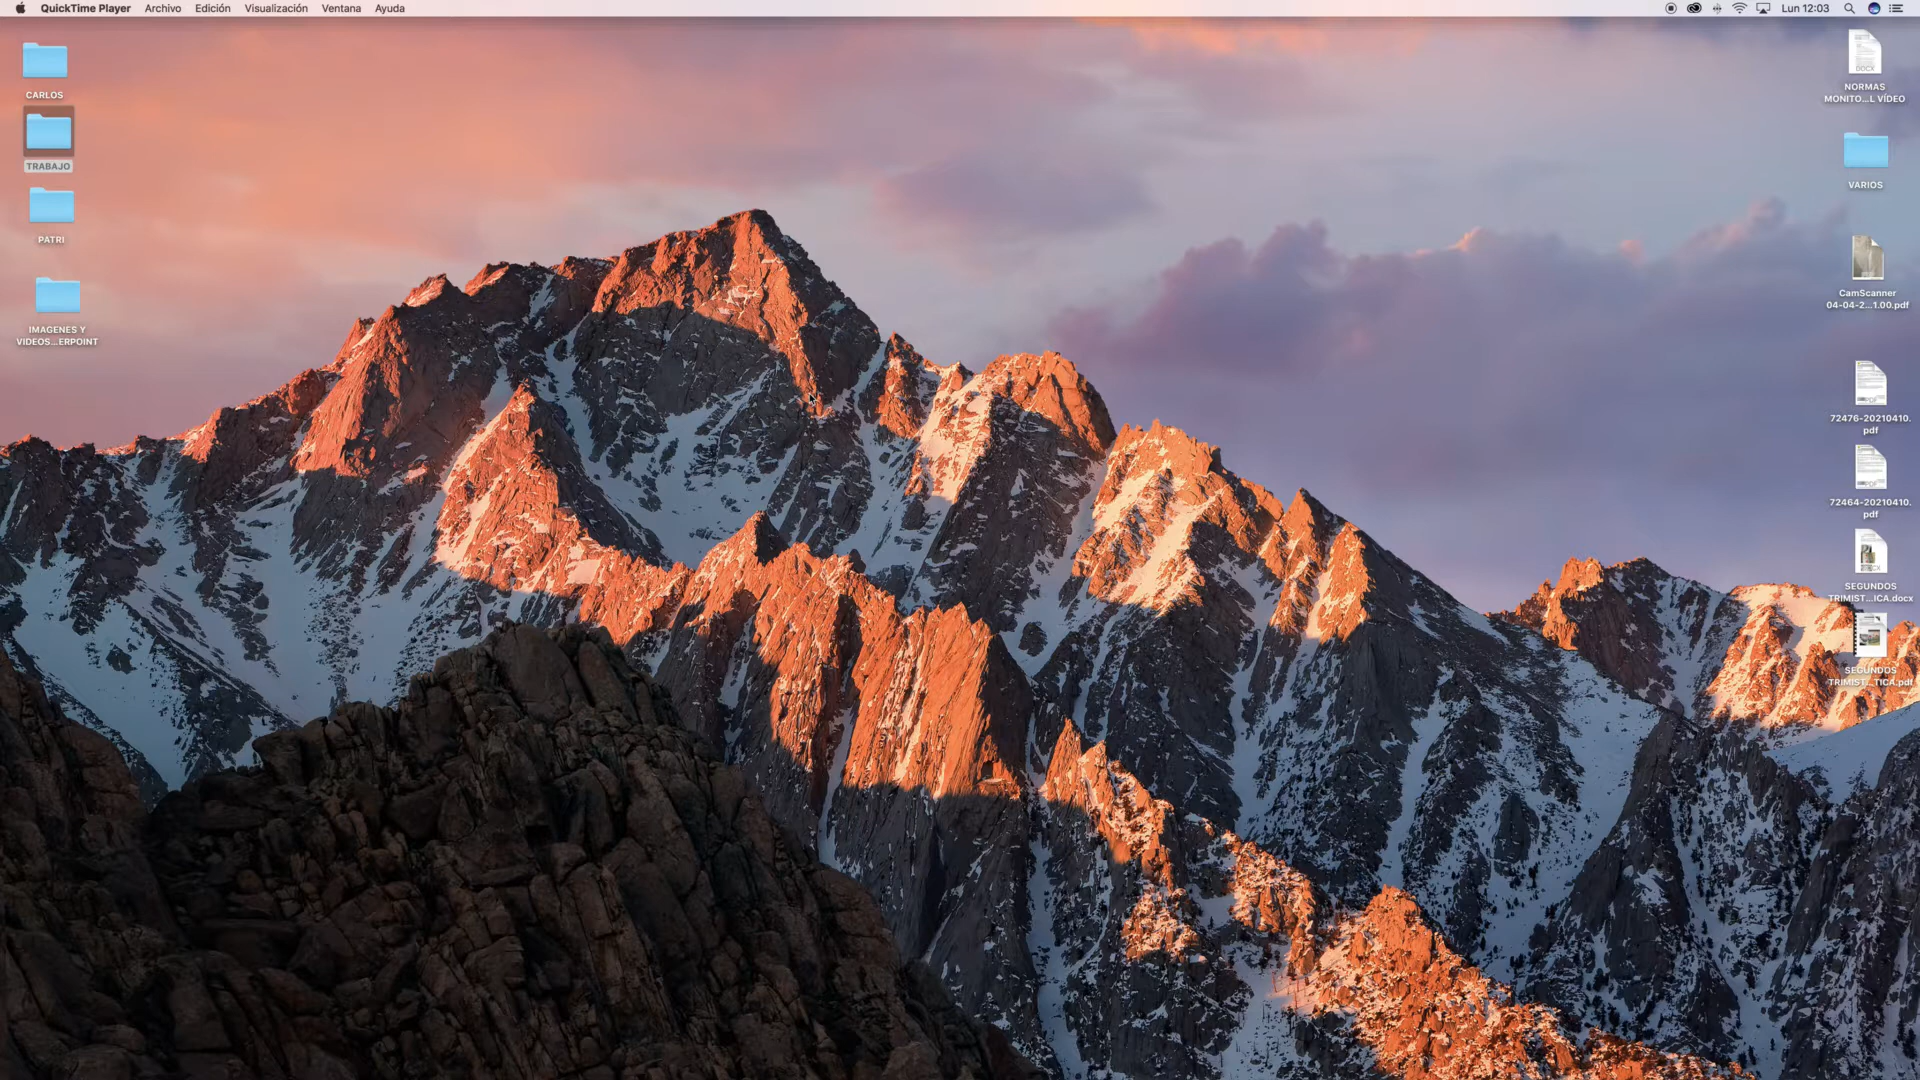 QuickTime Player Archivo Edición Visualización Ventana Ayuda
Lun 12:03
CARLOS
TRABAJO
PATRI
IMAGENES Y
VIDEOS...ERPOINT
NORMAS
MONITO...L VÍDEO
VARIOS
CamScanner
04-04-2...1.00.pdf
72476-20210410.
pdf
72464-20210410.
pdf
SEGUNDOS
TRIMIST...ICA.docx
SEGUNDOS
TRIMIST...TICA.pdf